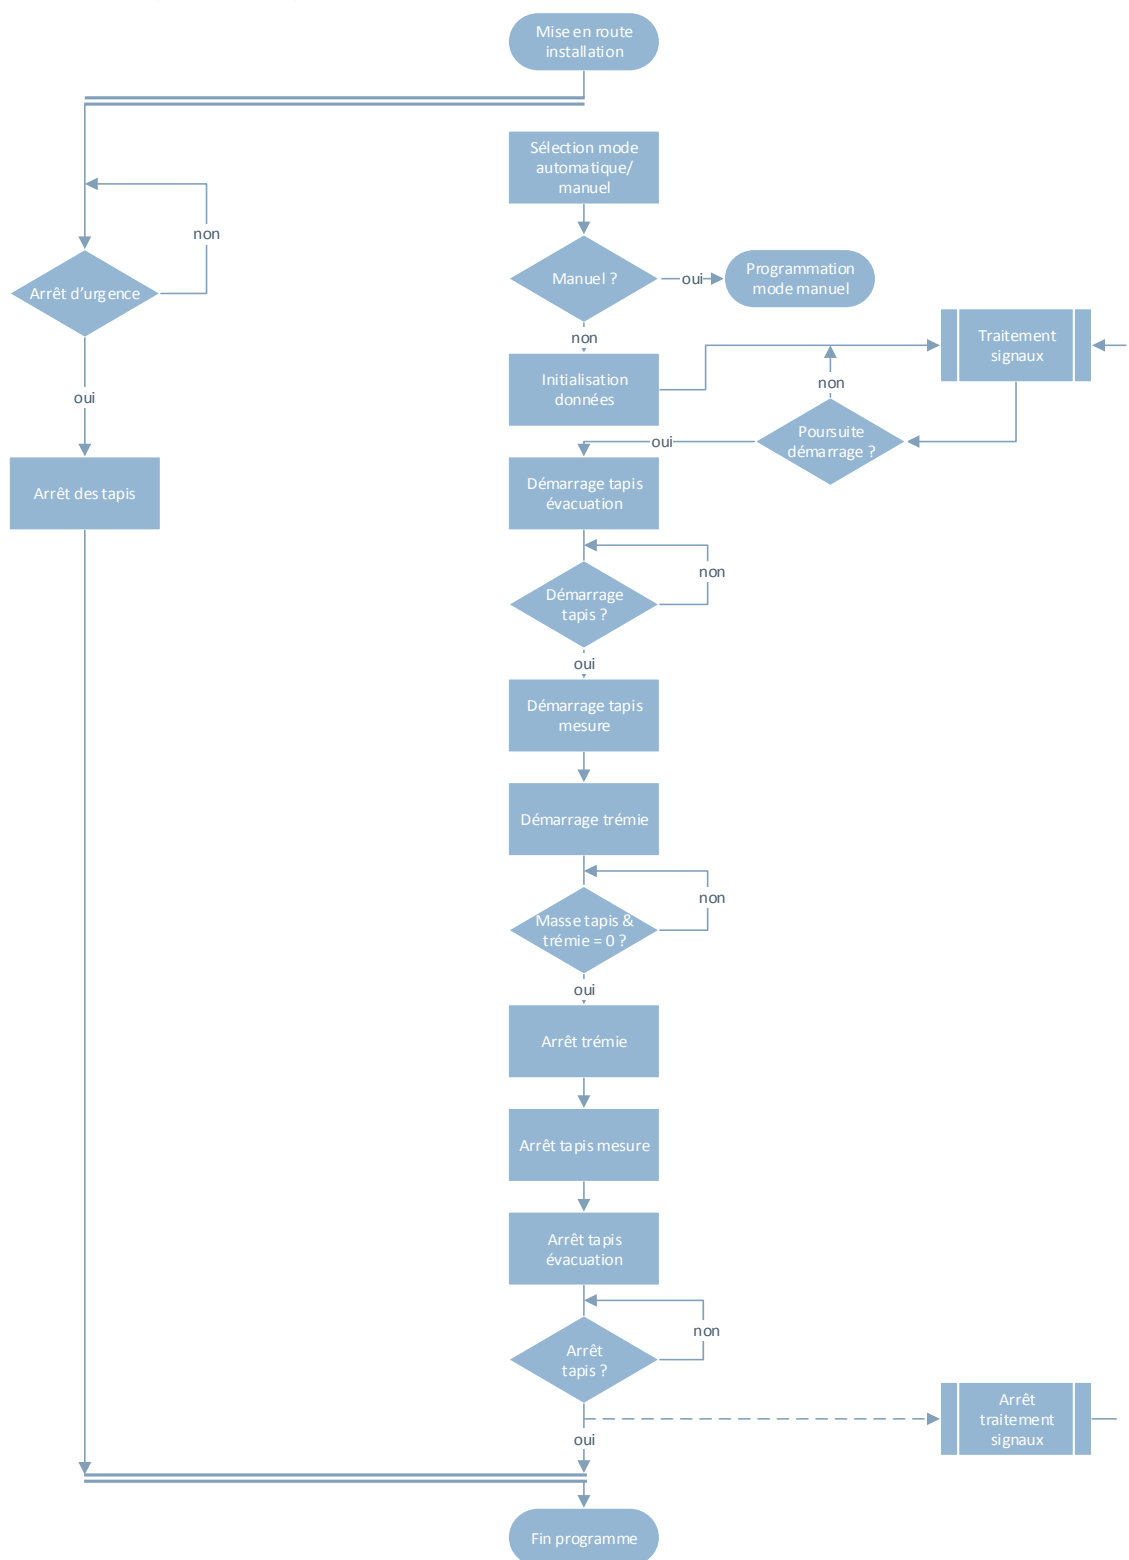 Mise en route
installation
Sélection mode
automatique/
manuel
non
Arrêt d'urgence
Manuel ?
oui
Programmation
mode manuel
non
Traitement
signaux
Initialisation
données
non
oui
Poursuite
démarrage ?
oui
Arrêt des tapis
Démarrage tapis
évacuation
non
Démarrage
tapis ?
oui
Démarrage tapis
mesure
Démarrage trémie
non
Masse tapis &
trémie = 0 ?
oui
Arrêt trémie
Arrêt tapis mesure
Arrêt tapis
évacuation
non
Arrêt
tapis ?
Arrêt
traitement
signaux
oui
Fin programme